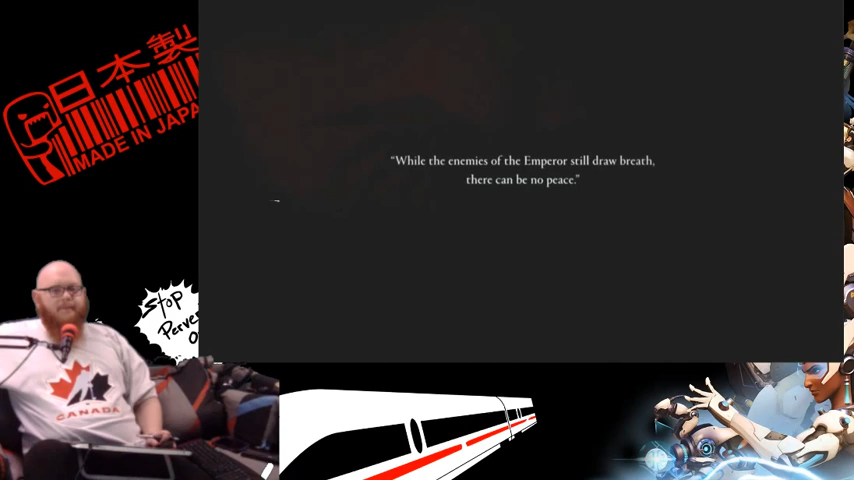 日本製
MADE IN JAPA
“While the enemies of the Emperor still draw breath,
there can be no peace.”
Stop
CANADA